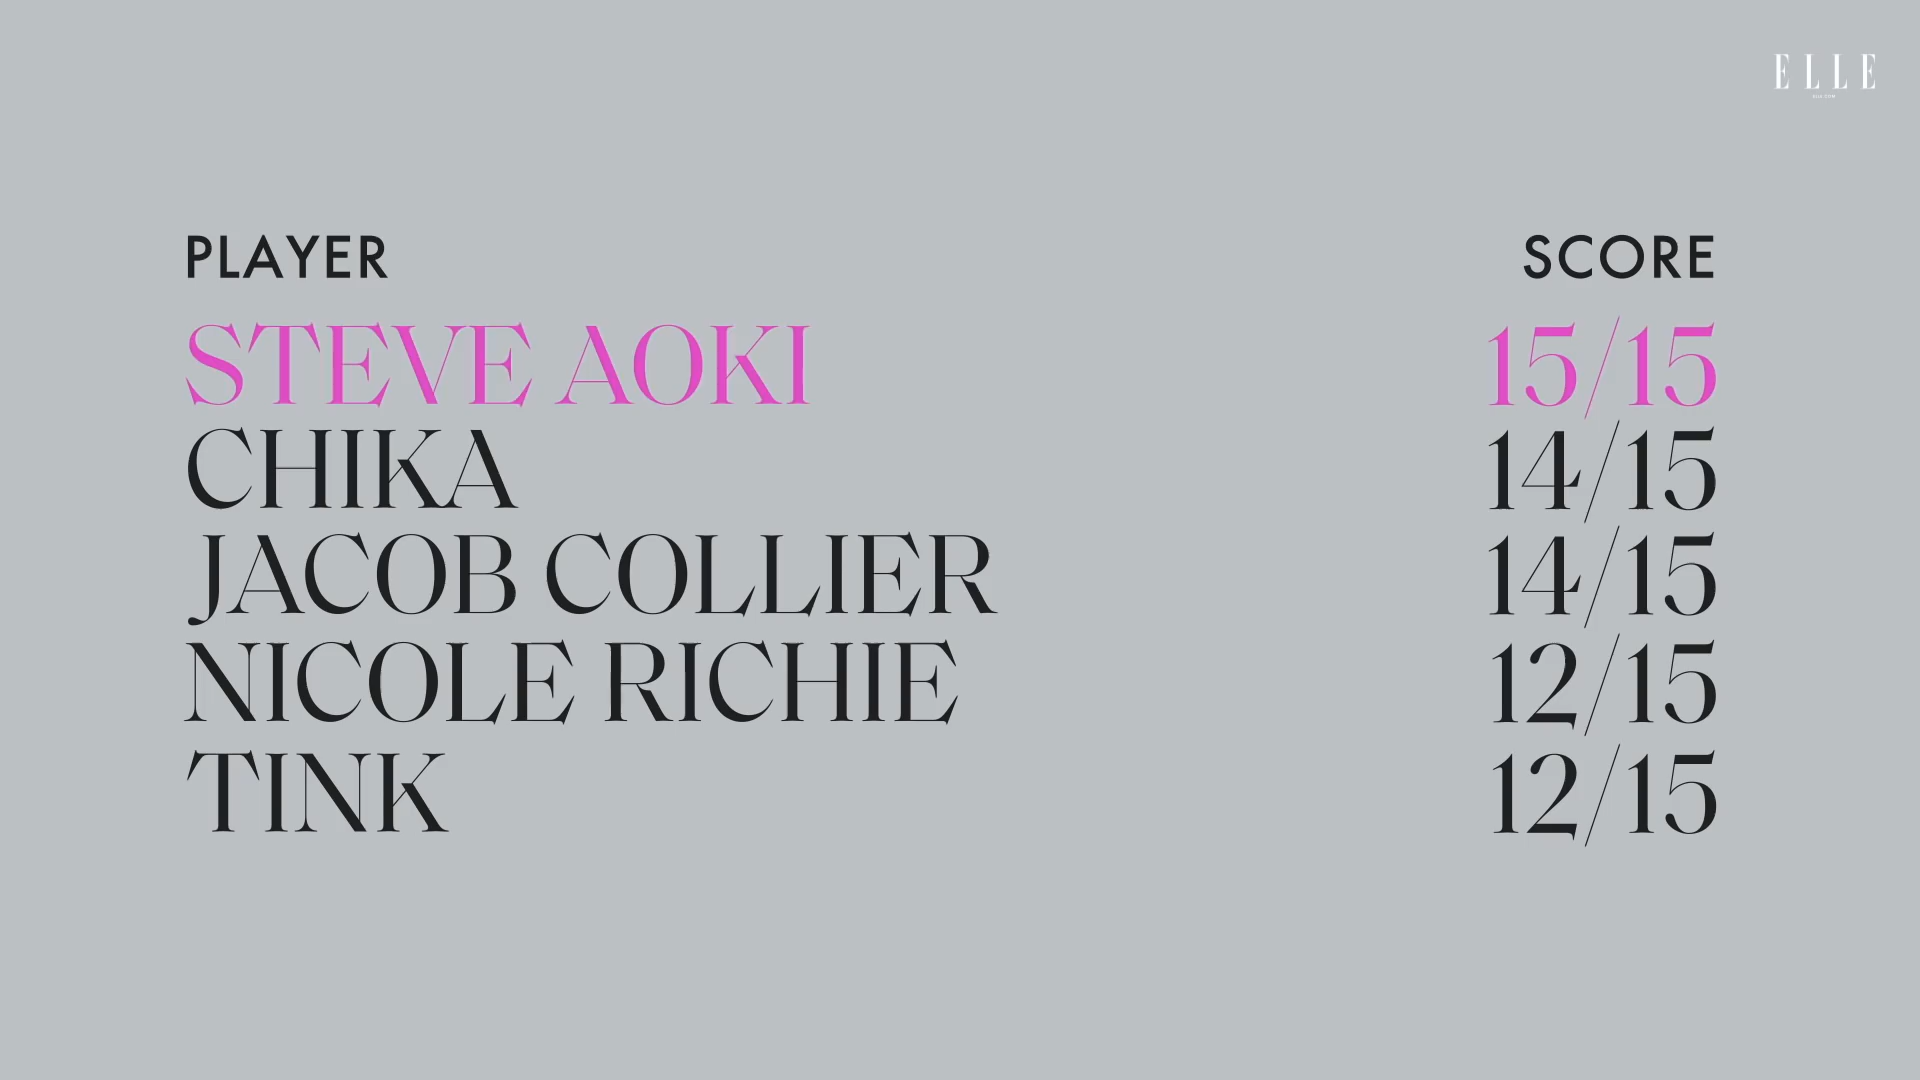 ELLE
PLAYER SCORE
STEVE AOKI 15/15
CHIKA 14/15
JACOB COLLIER 14/15
NICOLE RICHIE 12/15
TINK 12/15